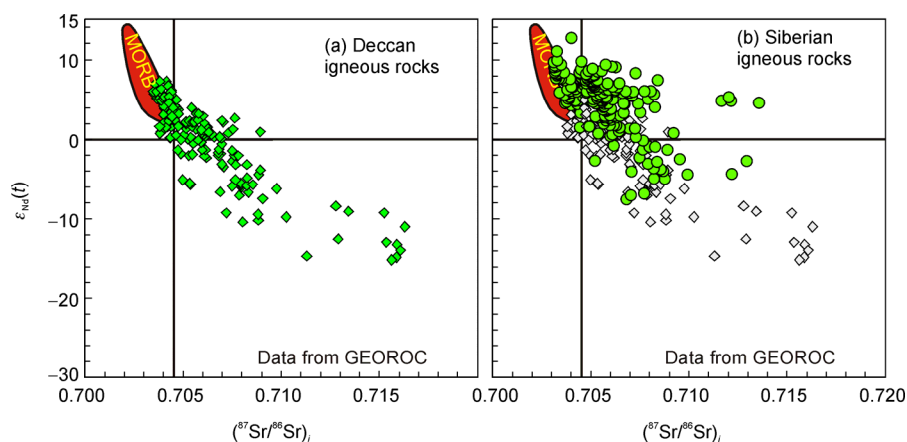 (a) Deccan
igneous rocks
MORB
Data from GEOROC
(b) Siberian
igneous rocks
MO
Data from GEOROC
15
10
5
0
−10
−20
−30
εNd(t)
0.700
0.705
0.710
0.715
0.700
0.705
0.710
0.715
0.720
(87Sr/86Sr)i
(87Sr/86Sr)i